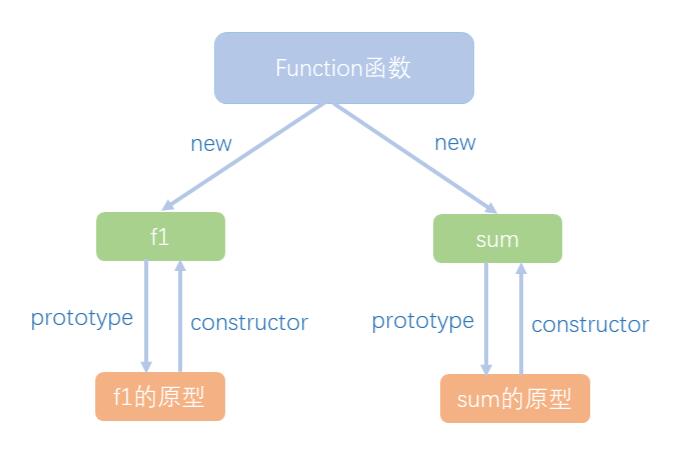 Function函数
new
new
f1
sum
prototype
constructor
prototype
constructor
f1的原型
sum的原型